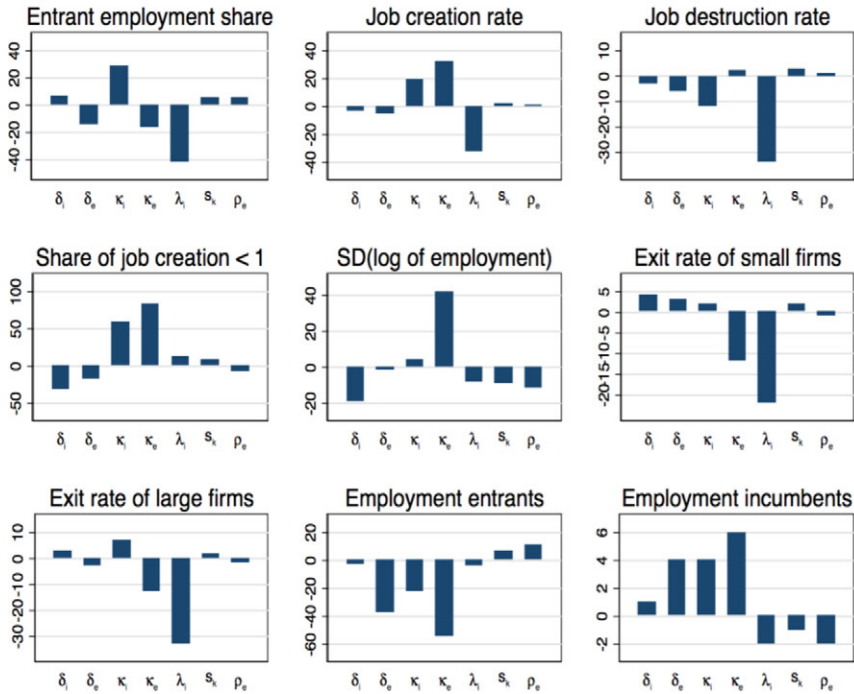 Entrant employment share
40
20
0
-20
-40
δi δe κi κe λi sk ρe
Job creation rate
40
20
0
-20
-40
δi δe κi κe λi sk ρe
Job destruction rate
10
0
-10
-20
-30
δi δe κi κe λi sk ρe
Share of job creation < 1
100
50
0
-50
δi δe κi κe λi sk ρe
SD(log of employment)
40
20
0
-20
δi δe κi κe λi sk ρe
Exit rate of small firms
5
0
-5
-10
-15
-20
δi δe κi κe λi sk ρe
Exit rate of large firms
10
0
-10
-20
-30
δi δe κi κe λi sk ρe
Employment entrants
20
0
-20
-40
-60
δi δe κi κe λi sk ρe
Employment incumbents
6
4
2
0
-2
δi δe κi κe λi sk ρe